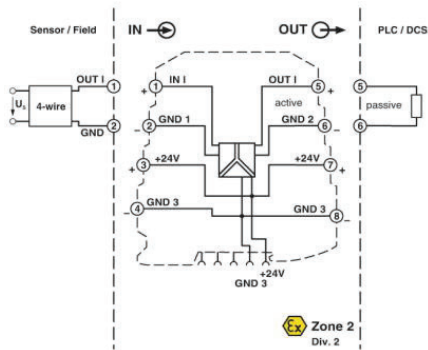 Sensor / Field IN OUT PLC / DCS
OUT I 1 1 IN I OUT I 5 5
+ +
Us 4-wire active passive
GND 2 2 GND 1 GND 2 6 6
− −
3 +24V +24V 7
+ +
4 GND 3 GND 3 8
− −
+24V
GND 3
Ex Zone 2
Div. 2